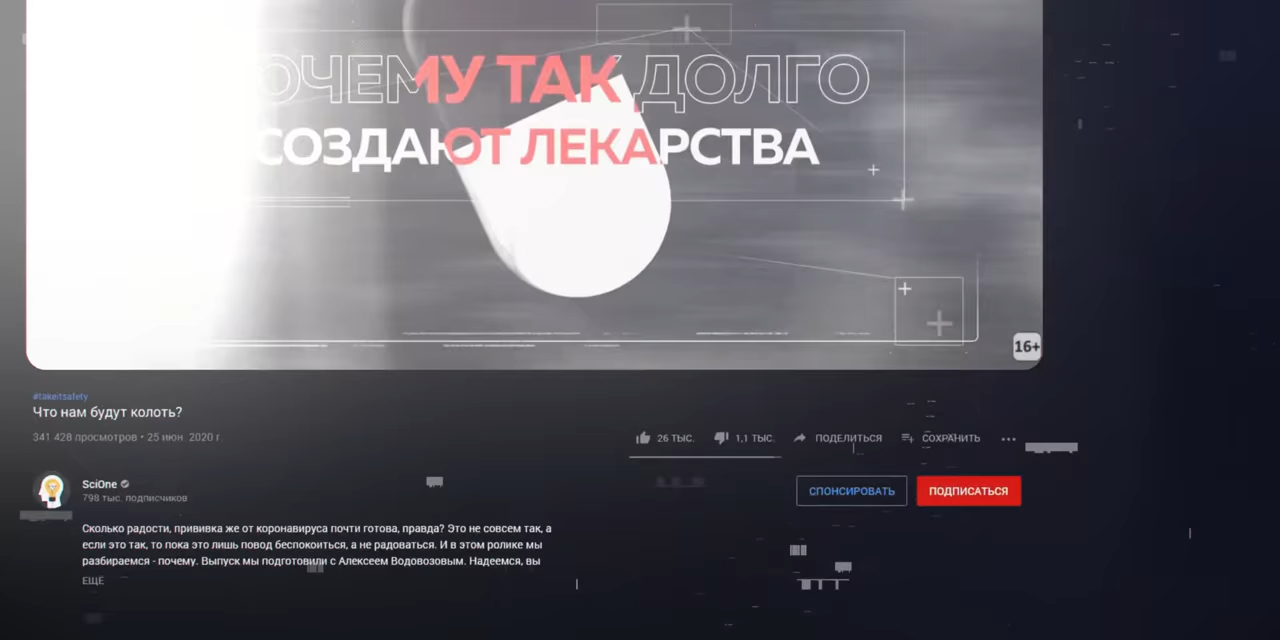 ПОЧЕМУ ТАК ДОЛГО
СОЗДАЮТ ЛЕКАРСТВА
16+
#takeitsafety
Что нам будут колоть?
341 428 просмотров • 25 июн. 2020 г.
26 ТЫС.
1,1 ТЫС.
ПОДЕЛИТЬСЯ
СОХРАНИТЬ
SciOne
798 тыс. подписчиков
СПОНСИРОВАТЬ
ПОДПИСАТЬСЯ
Сколько радости, прививка же от коронавируса почти готова, правда? Это не совсем так, а
если это так, то пока это лишь повод беспокоиться, а не радоваться. И в этом ролике мы
разбираемся - почему. Выпуск мы подготовили с Алексеем Водовозовым. Надеемся, вы
ЕЩЁ